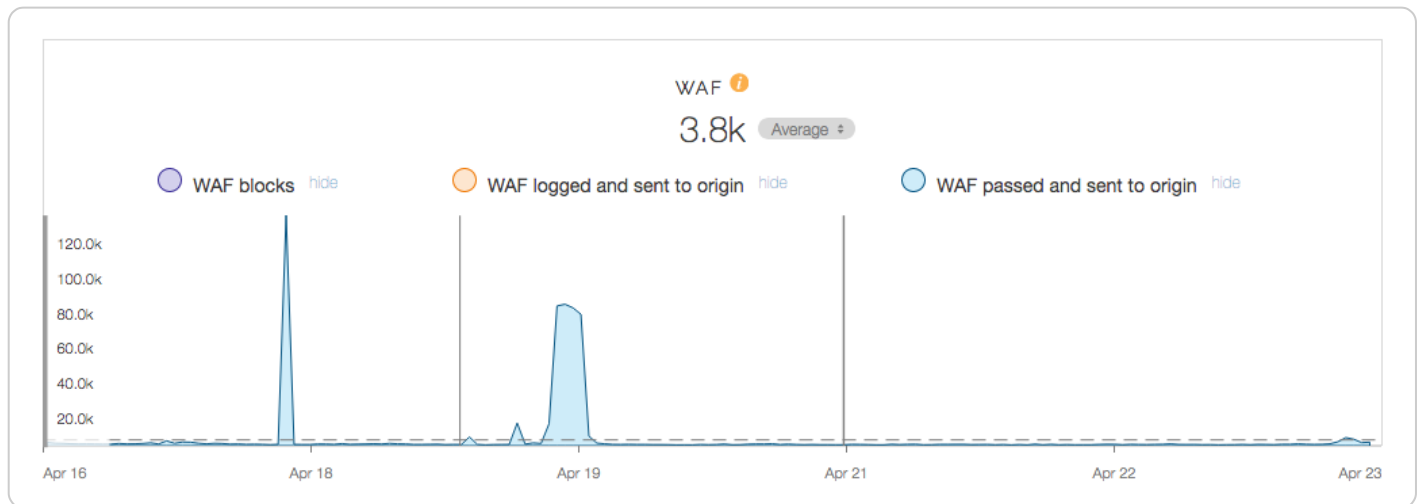 WAF i
3.8k Average
WAF blocks hide WAF logged and sent to origin hide WAF passed and sent to origin hide
120.0k
100.0k
80.0k
60.0k
40.0k
20.0k
Apr 16 Apr 18 Apr 19 Apr 21 Apr 22 Apr 23